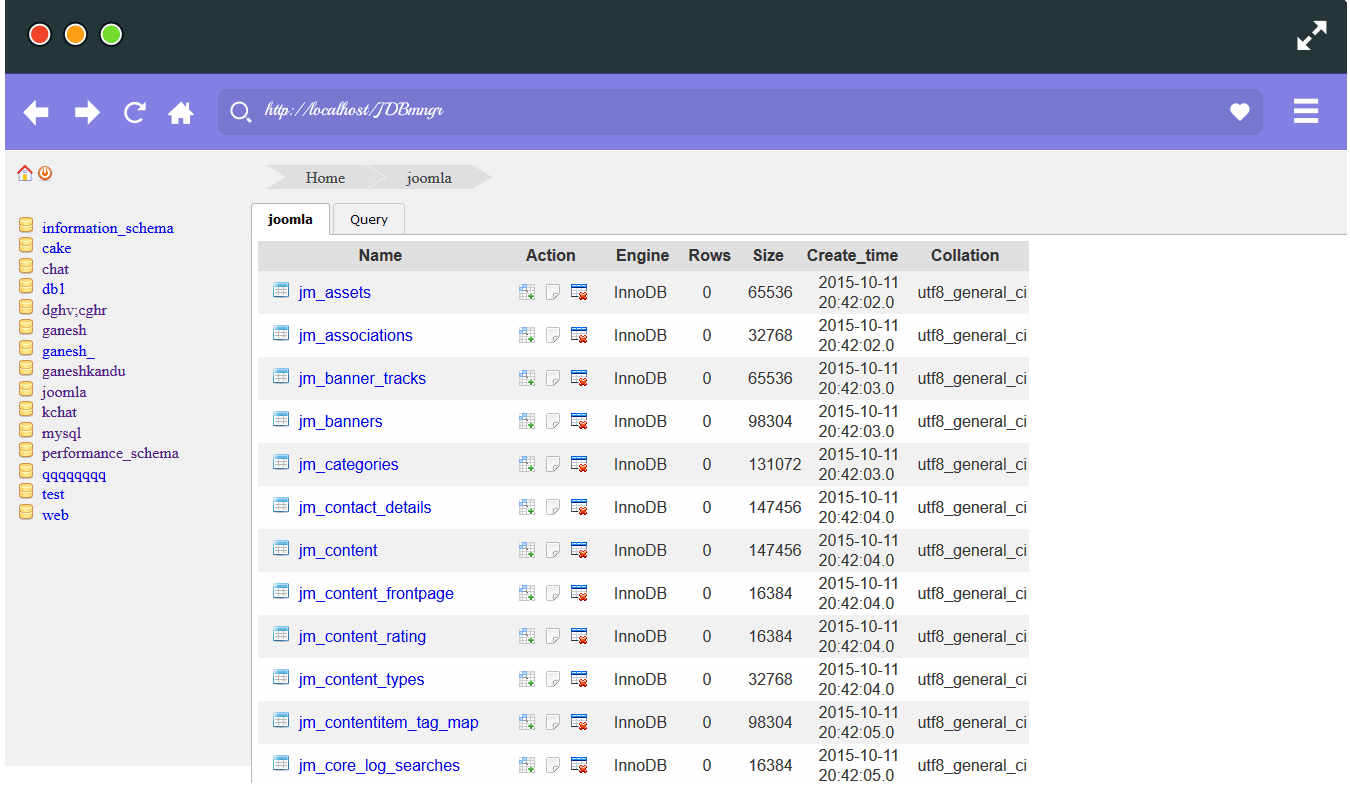 http://localhost/JDBmngr
Home joomla
information_schema
cake
chat
db1
dghv;cghr
ganesh
ganesh_
ganeshkandu
joomla
kchat
mysql
performance_schema
qqqqqqqq
test
web
joomla Query
Name Action Engine Rows Size Create_time Collation
jm_assets InnoDB 0 65536 2015-10-11 20:42:02.0 utf8_general_ci
jm_associations InnoDB 0 32768 2015-10-11 20:42:02.0 utf8_general_ci
jm_banner_tracks InnoDB 0 65536 2015-10-11 20:42:03.0 utf8_general_ci
jm_banners InnoDB 0 98304 2015-10-11 20:42:03.0 utf8_general_ci
jm_categories InnoDB 0 131072 2015-10-11 20:42:03.0 utf8_general_ci
jm_contact_details InnoDB 0 147456 2015-10-11 20:42:04.0 utf8_general_ci
jm_content InnoDB 0 147456 2015-10-11 20:42:04.0 utf8_general_ci
jm_content_frontpage InnoDB 0 16384 2015-10-11 20:42:04.0 utf8_general_ci
jm_content_rating InnoDB 0 16384 2015-10-11 20:42:04.0 utf8_general_ci
jm_content_types InnoDB 0 32768 2015-10-11 20:42:04.0 utf8_general_ci
jm_contentitem_tag_map InnoDB 0 98304 2015-10-11 20:42:05.0 utf8_general_ci
jm_core_log_searches InnoDB 0 16384 2015-10-11 20:42:05.0 utf8_general_ci